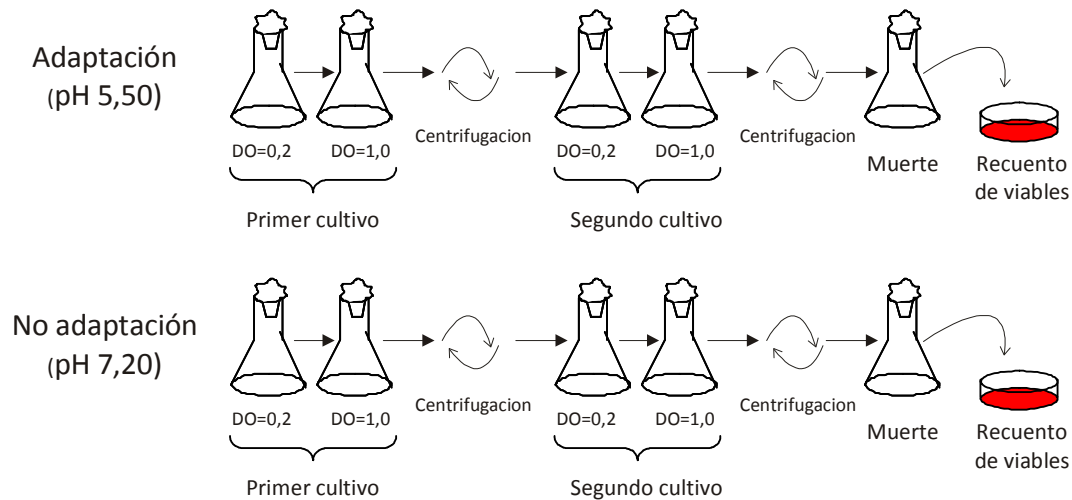 Adaptación
(pH 5,50)
DO=0,2
DO=1,0
Centrifugacion
DO=0,2
DO=1,0
Centrifugacion
Muerte
Recuento
de viables
Primer cultivo
Segundo cultivo
No adaptación
(pH 7,20)
DO=0,2
DO=1,0
Centrifugacion
DO=0,2
DO=1,0
Centrifugacion
Muerte
Recuento
de viables
Primer cultivo
Segundo cultivo